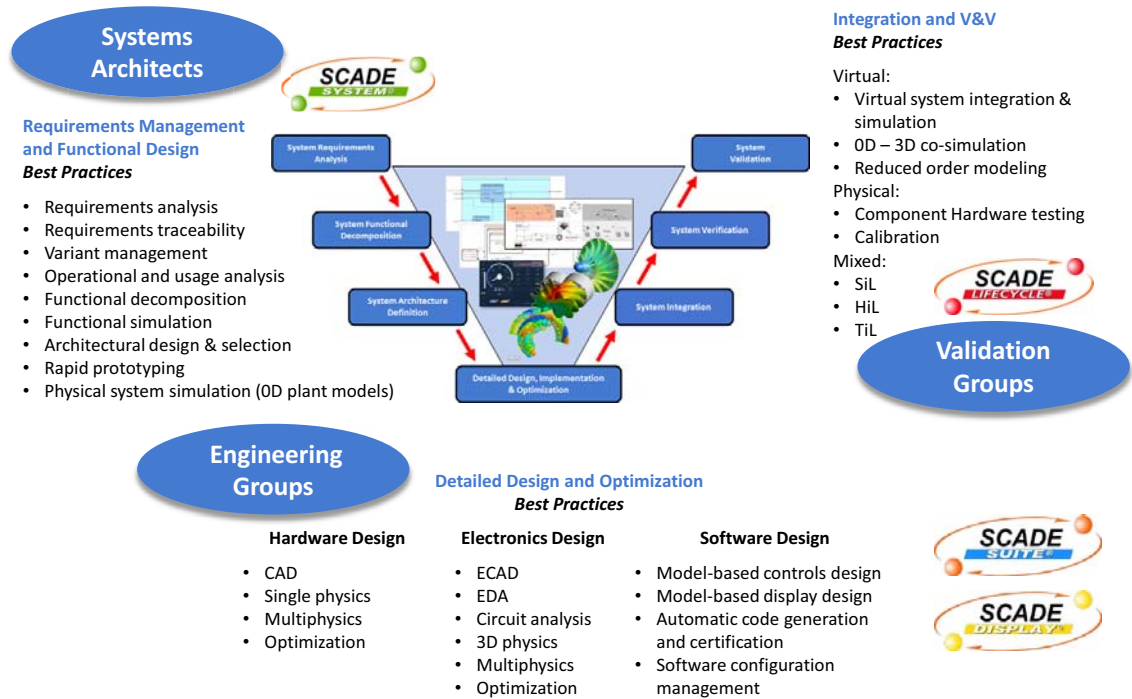 Systems
Architects
SCADE
SYSTEM®
Requirements Management
and Functional Design
Best Practices
• Requirements analysis
• Requirements traceability
• Variant management
• Operational and usage analysis
• Functional decomposition
• Functional simulation
• Architectural design & selection
• Rapid prototyping
• Physical system simulation (0D plant models)
System Requirements
Analysis
System Functional
Decomposition
System Architecture
Definition
Detailed Design, Implementation
& Optimization
System Integration
System Verification
System
Validation
Integration and V&V
Best Practices
Virtual:
• Virtual system integration &
simulation
• 0D – 3D co-simulation
• Reduced order modeling
Physical:
• Component Hardware testing
• Calibration
Mixed:
• SiL
• HiL
• TiL
SCADE
LIFECYCLE®
Validation
Groups
Engineering
Groups
Detailed Design and Optimization
Best Practices
Hardware Design
• CAD
• Single physics
• Multiphysics
• Optimization
Electronics Design
• ECAD
• EDA
• Circuit analysis
• 3D physics
• Multiphysics
• Optimization
Software Design
• Model-based controls design
• Model-based display design
• Automatic code generation
and certification
• Software configuration
management
SCADE
SUITE®
SCADE
DISPLAY®